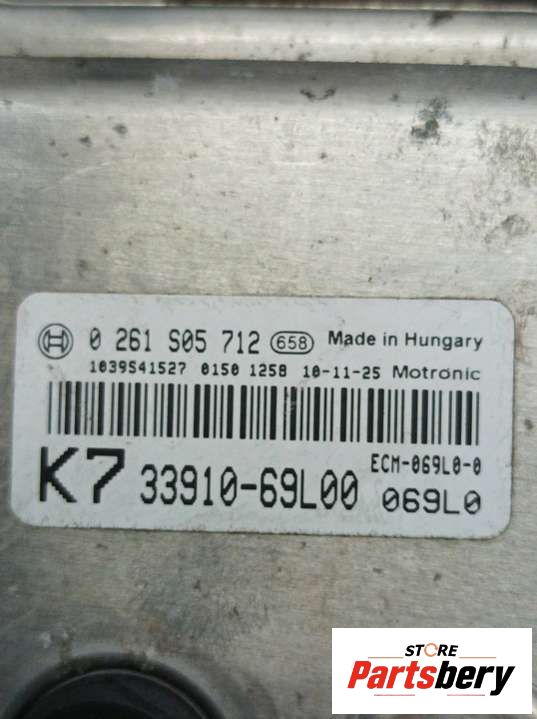 0 261 S05 712 658 Made in Hungary
1039S41527 0150 1258 10-11-25 Motronic
ECM-069L0-0
K7 33910-69L00 069L0
STORE
Partsbery